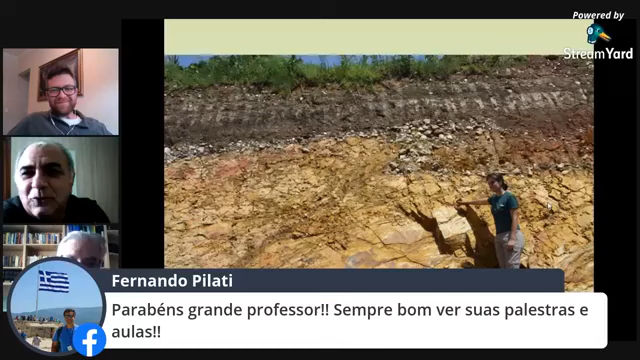 Powered by
StreamYard
Fernando Pilati
Parabéns grande professor!! Sempre bom ver suas palestras e
aulas!!